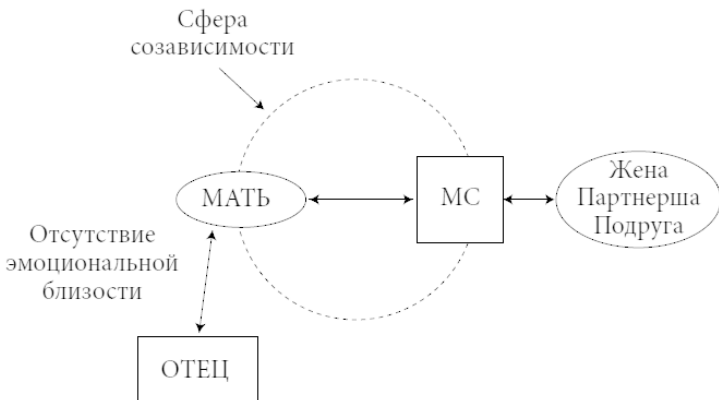 Сфера
созависимости
МАТЬ
МС
Жена
Партнерша
Подруга
Отсутствие
эмоциональной
близости
ОТЕЦ